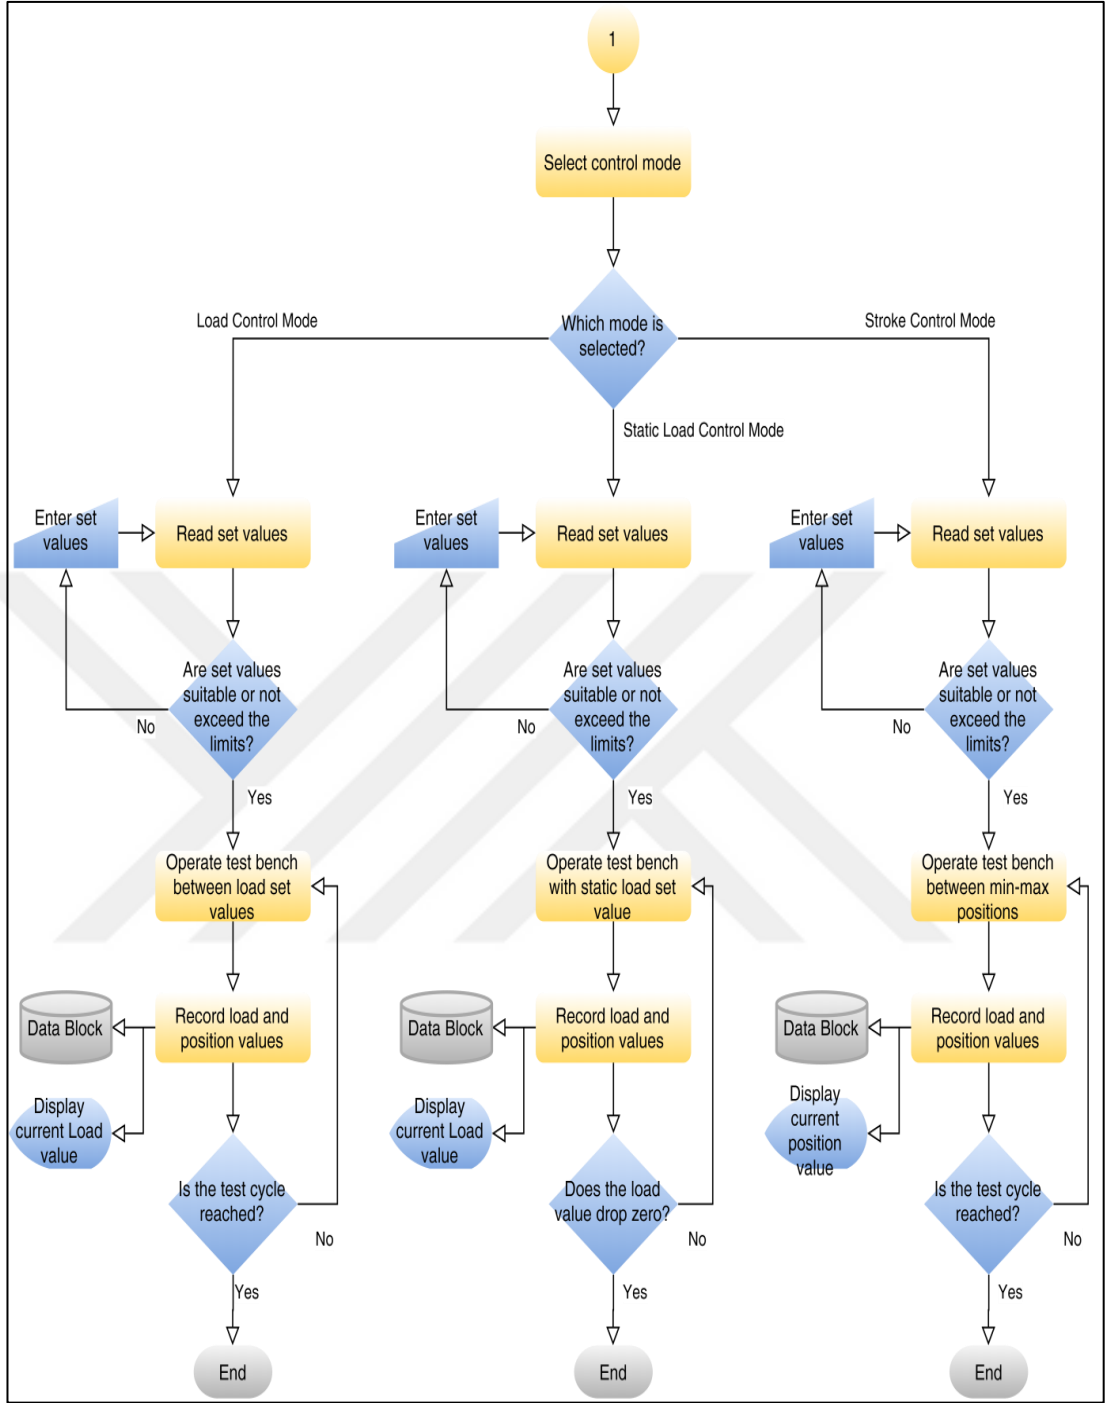 1
Select control mode
Which mode is
selected?
Load Control Mode
Stroke Control Mode
Static Load Control Mode
Enter set
values
Read set values
Enter set
values
Read set values
Enter set
values
Read set values
Are set values
suitable or not
exceed the
limits?
No
Yes
Are set values
suitable or not
exceed the
limits?
No
Yes
Are set values
suitable or not
exceed the
limits?
No
Yes
Operate test bench
between load set
values
Operate test bench
with static load set
value
Operate test bench
between min-max
positions
Data Block
Record load and
position values
Data Block
Record load and
position values
Data Block
Record load and
position values
Display
current Load
value
Display
current Load
value
Display
current
position
value
Is the test cycle
reached?
No
Yes
Does the load
value drop zero?
No
Yes
Is the test cycle
reached?
No
Yes
End
End
End